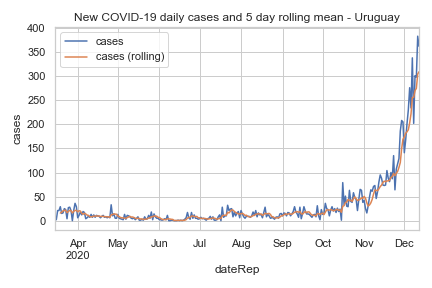 New COVID-19 daily cases and 5 day rolling mean - Uruguay
cases
cases (rolling)
400
350
300
250
200
150
100
50
0
cases
Apr May Jun Jul Aug Sep Oct Nov Dec
2020
dateRep